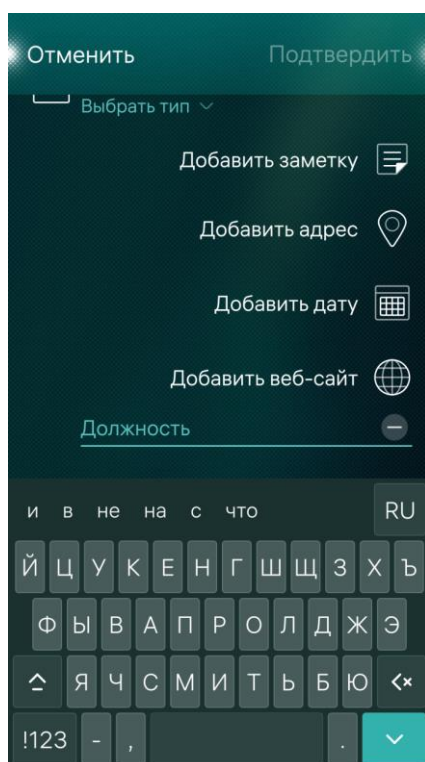 Отменить Подтвердить
Выбрать тип
Добавить заметку
Добавить адрес
Добавить дату
Добавить веб-сайт
Должность
и в не на с что RU
Й Ц У К Е Н Г Ш Щ З Х Ъ
Ф Ы В А П Р О Л Д Ж Э
Я Ч С М И Т Ь Б Ю
!123 - , .